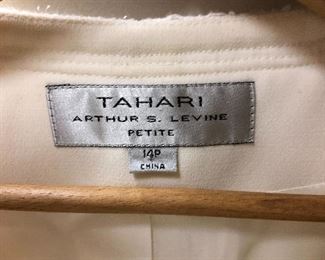 TAHARI
ARTHUR S. LEVINE
PETITE
14P
CHINA